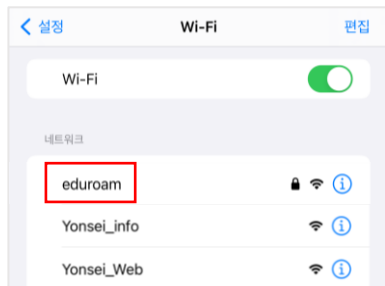 설정 Wi-Fi 편집
Wi-Fi
네트워크
eduroam
Yonsei_info
Yonsei_Web